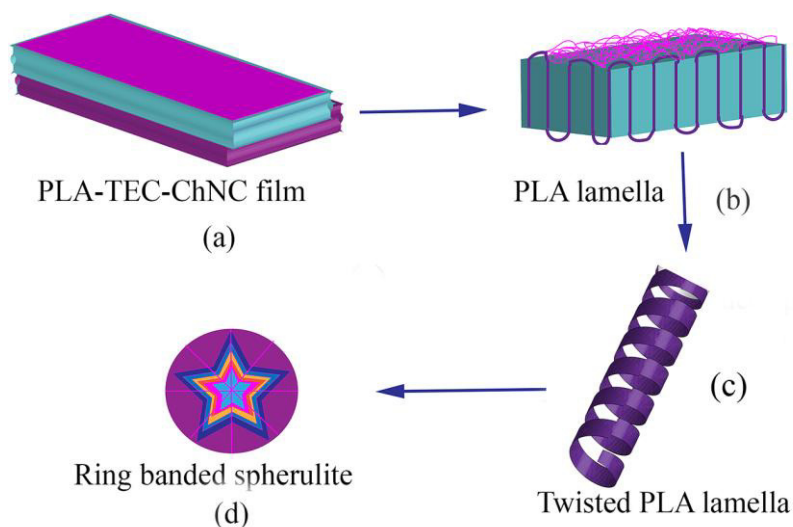 PLA-TEC-ChNC film
(a)
PLA lamella
(b)
(c)
Twisted PLA lamella
Ring banded spherulite
(d)